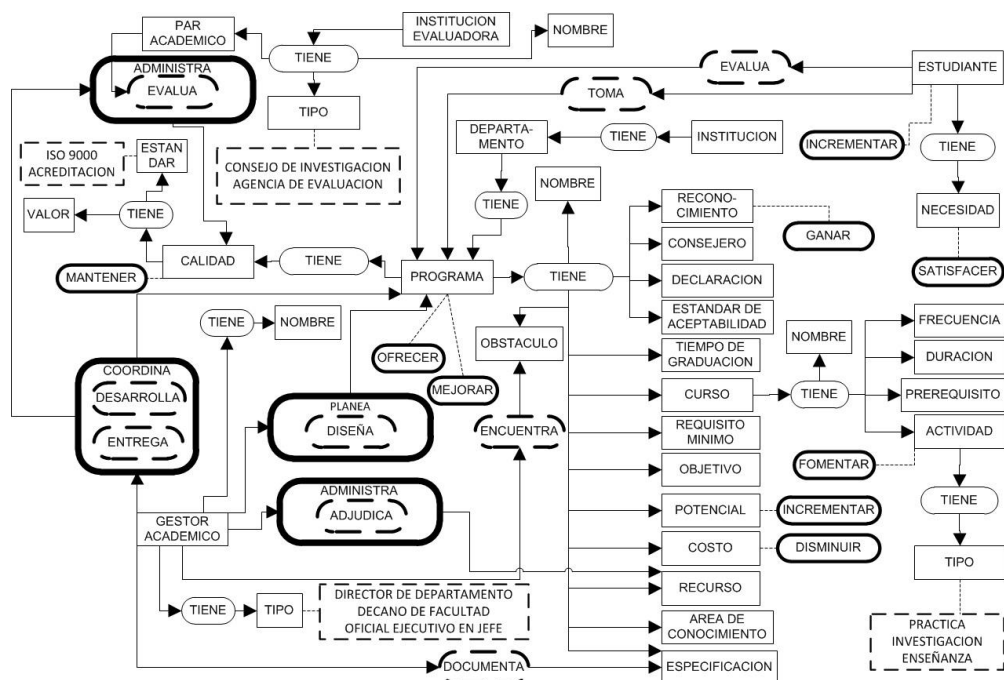 PAR
ACADEMICO
INSTITUCION
EVALUADORA
NOMBRE
TIENE
ADMINISTRA
EVALUA
EVALUA
ESTUDIANTE
TOMA
TIPO
DEPARTA-
MENTO
TIENE
INSTITUCION
INCREMENTAR
TIENE
ISO 9000
ACREDITACION
ESTAN
DAR
CONSEJO DE INVESTIGACION
AGENCIA DE EVALUACION
NOMBRE
VALOR
TIENE
TIENE
RECONO-
CIMIENTO
GANAR
NECESIDAD
CONSEJERO
MANTENER
CALIDAD
TIENE
PROGRAMA
TIENE
DECLARACION
SATISFACER
ESTANDAR DE
ACEPTABILIDAD
TIENE
NOMBRE
OFRECER
OBSTACULO
TIEMPO DE
GRADUACION
NOMBRE
FRECUENCIA
DURACION
COORDINA
DESARROLLA
ENTREGA
MEJORAR
CURSO
TIENE
PREREQUISITO
PLANEA
DISEÑA
ENCUENTRA
REQUISITO
MINIMO
ACTIVIDAD
OBJETIVO
FOMENTAR
ADMINISTRA
ADJUDICA
POTENCIAL
INCREMENTAR
TIENE
GESTOR
ACADEMICO
COSTO
DISMINUIR
TIPO
RECURSO
TIENE
TIPO
DIRECTOR DE DEPARTAMENTO
DECANO DE FACULTAD
OFICIAL EJECUTIVO EN JEFE
AREA DE
CONOCIMIENTO
PRACTICA
INVESTIGACION
ENSEÑANZA
DOCUMENTA
ESPECIFICACION